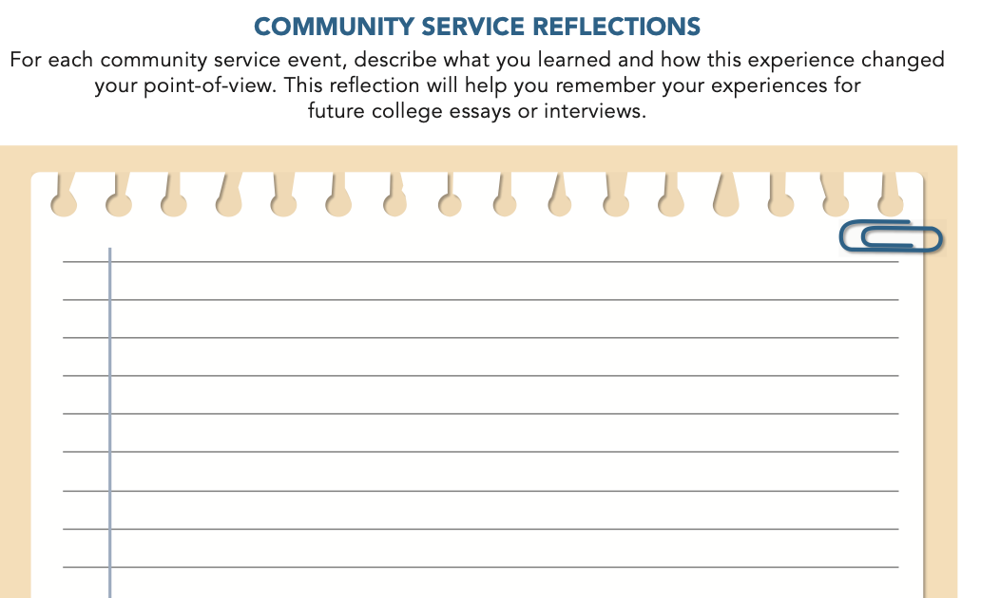 COMMUNITY SERVICE REFLECTIONS
For each community service event, describe what you learned and how this experience changed
your point-of-view. This reflection will help you remember your experiences for
future college essays or interviews.